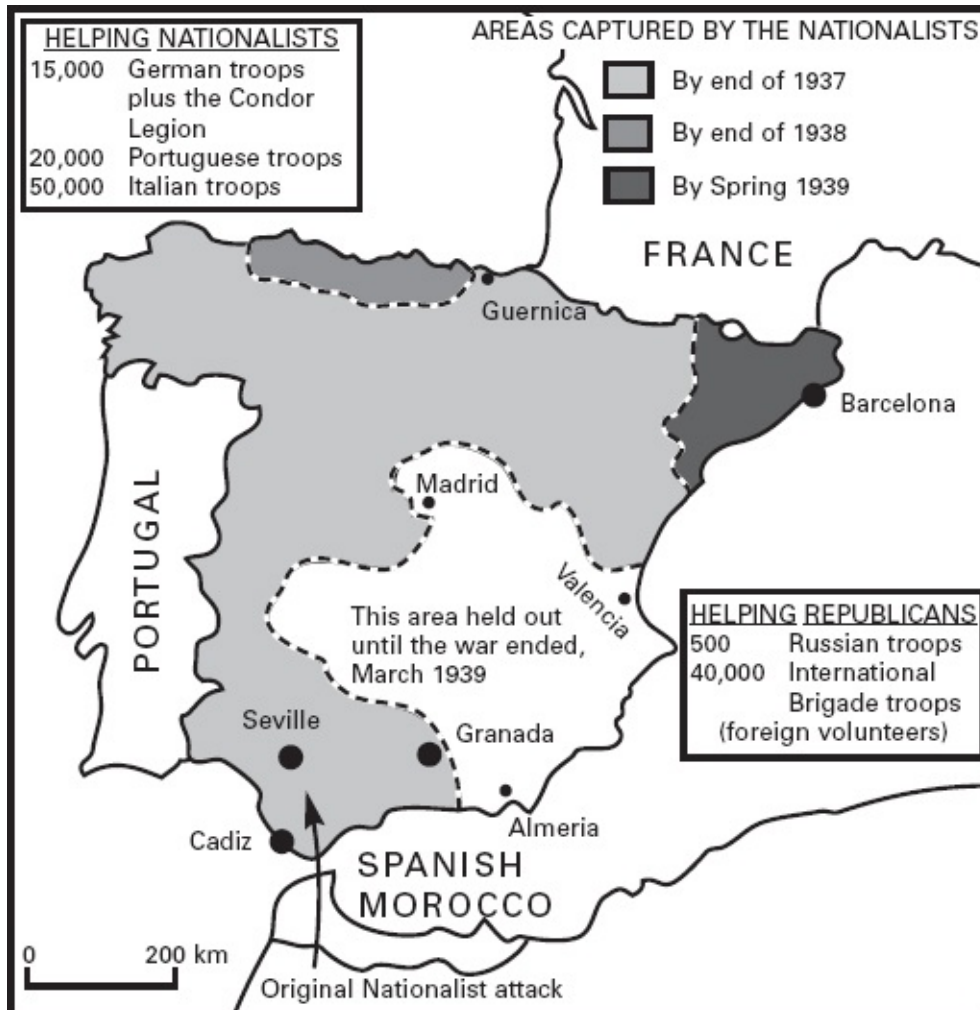 HELPING NATIONALISTS
15,000 German troops
plus the Condor
Legion
20,000 Portuguese troops
50,000 Italian troops
AREAS CAPTURED BY THE NATIONALISTS
By end of 1937
By end of 1938
By Spring 1939
FRANCE
Guernica
Barcelona
Madrid
PORTUGAL
Valencia
This area held out
until the war ended,
March 1939
HELPING REPUBLICANS
500 Russian troops
40,000 International
Brigade troops
(foreign volunteers)
Seville
Granada
Almeria
Cadiz
SPANISH
MOROCCO
0 200 km
Original Nationalist attack